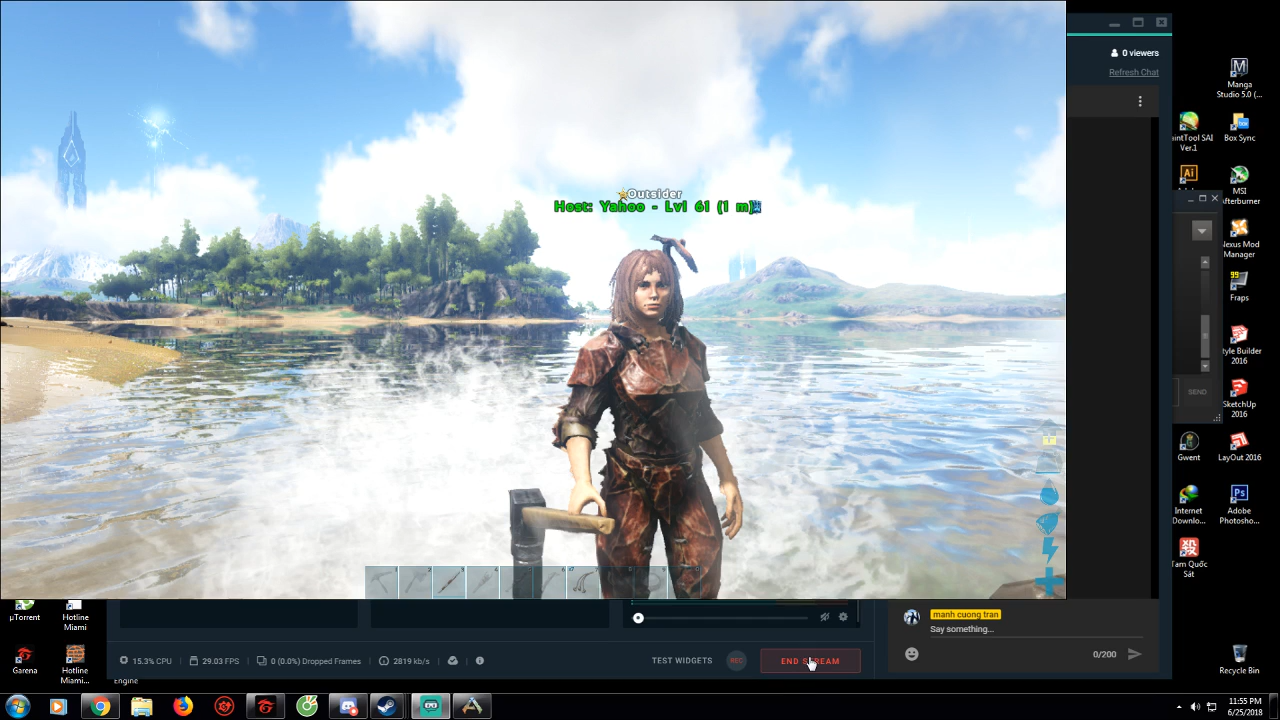 0 viewers
Refresh Chat
Outsider
Host: Yahoo - Lvl 61 (1 m)
Manga
Studio 5.0 (...
intTool SAI
Ver.1
Box Sync
Ai
MSI
Afterburner
Nexus Mod
Manager
99
Fraps
tyle Builder
2016
SEND
SketchUp
2016
Gwent
LayOut 2016
Internet
Downlo...
Ps
Adobe
Photosho...
Tam Quốc
Sát
µTorrent
Hotline
Miami
Garena
Hotline
Miami...
Engine
manh cuong tran
Say something...
0/200
15.3% CPU
29.03 FPS
0 (0.0%) Dropped Frames
2819 kb/s
TEST WIDGETS
REC
END STREAM
Recycle Bin
11:55 PM
6/25/2018